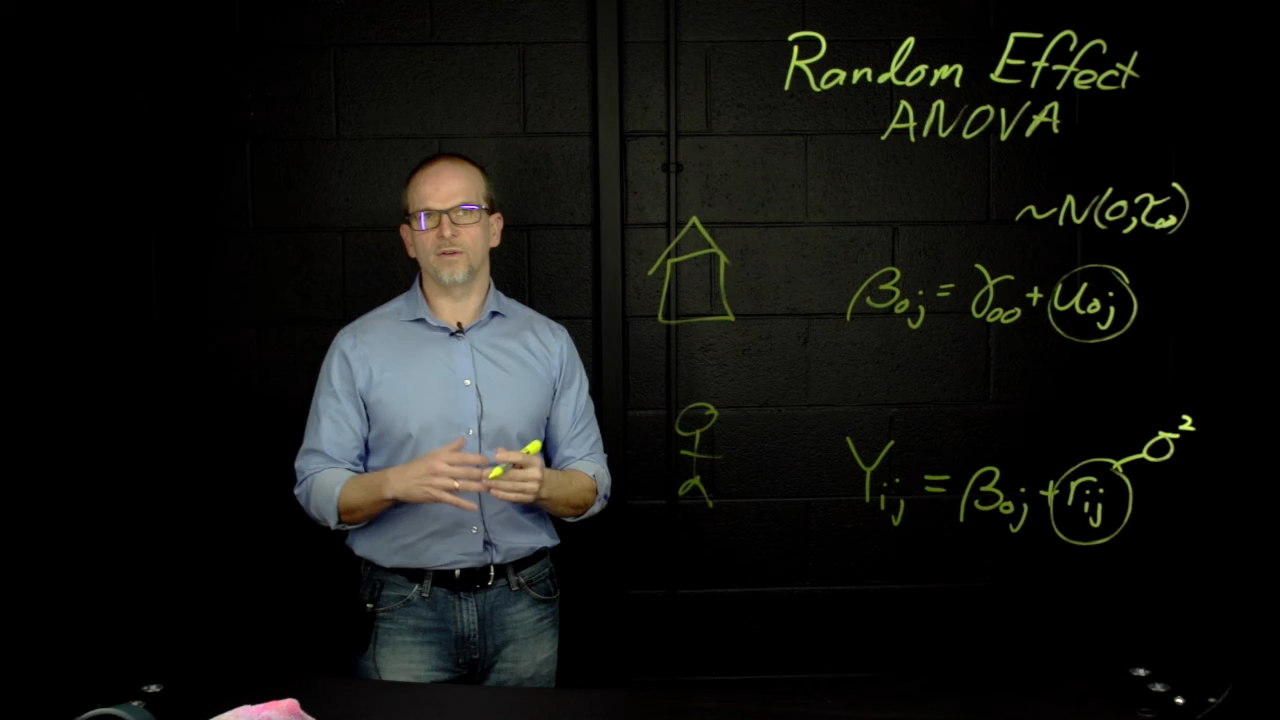 Random Effect
ANOVA
~N(0,τ₀₀)
β₀ⱼ = γ₀₀ + u₀ⱼ
σ²
Yᵢⱼ = β₀ⱼ + rᵢⱼ